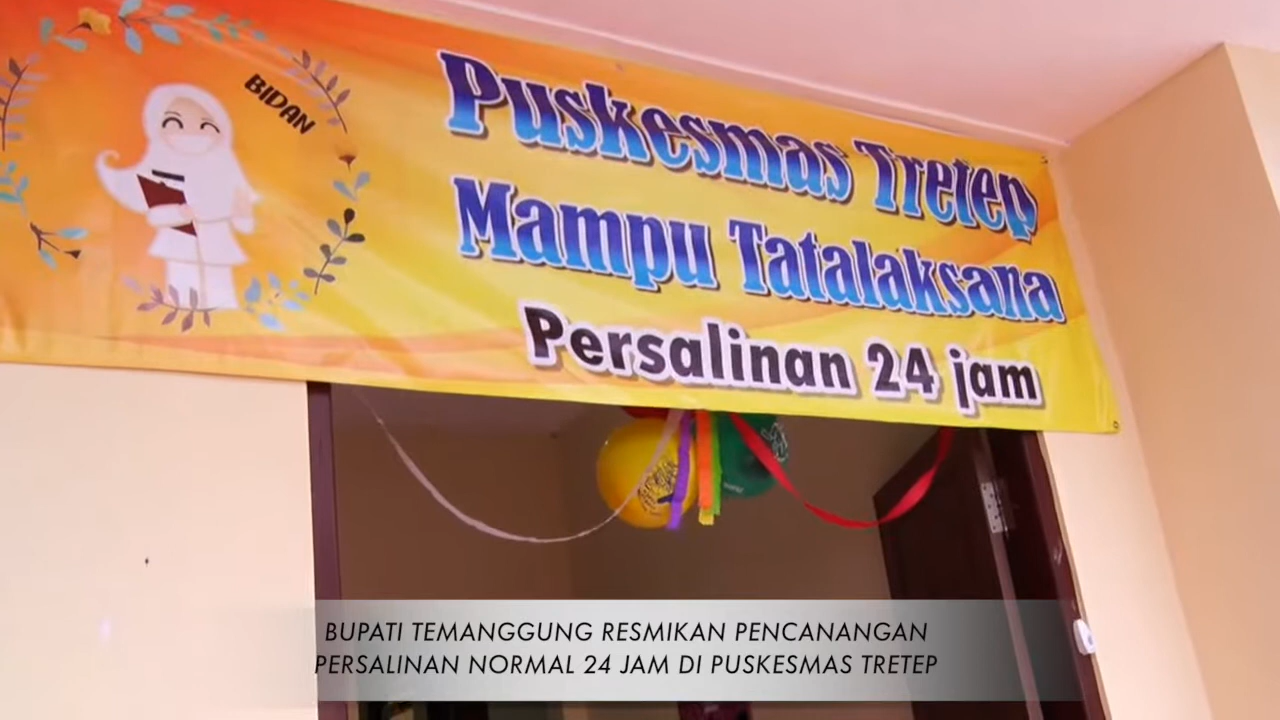 BIDAN
Puskesmas Tretep
Mampu Tatalaksana
Persalinan 24 jam
BUPATI TEMANGGUNG RESMIKAN PENCANANGAN
PERSALINAN NORMAL 24 JAM DI PUSKESMAS TRETEP